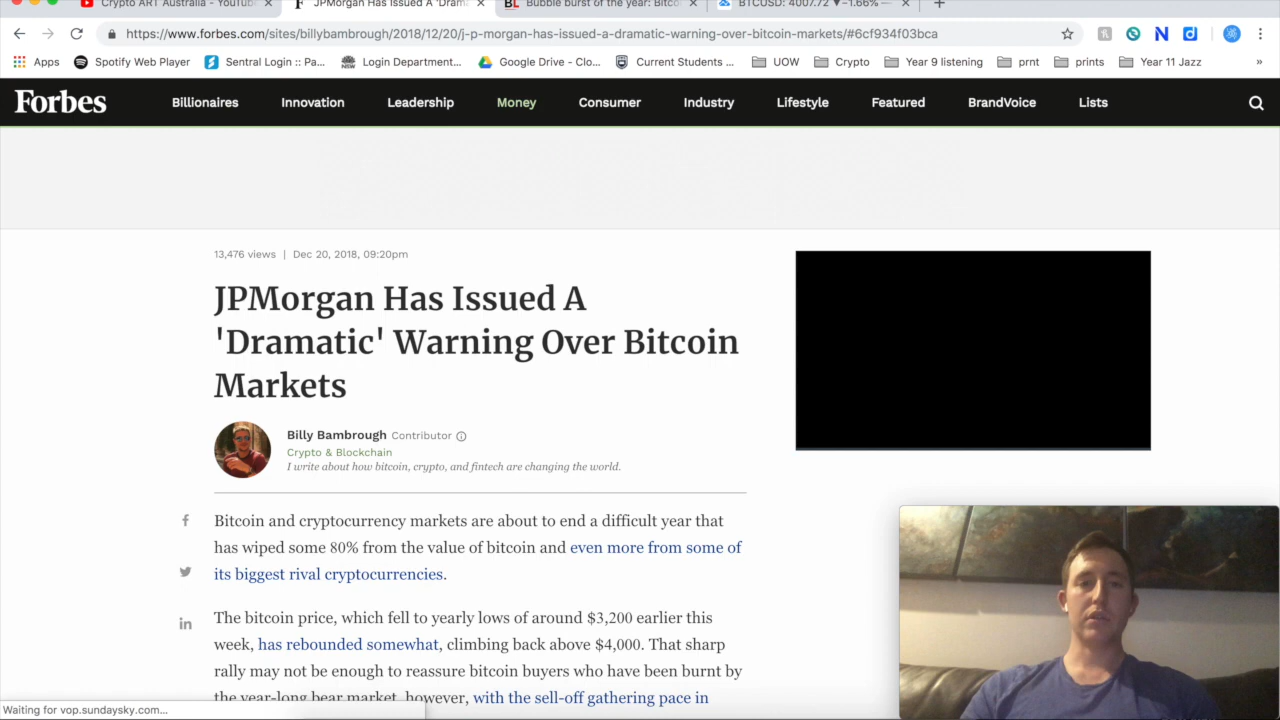 Crypto ART Australia - YouTub
JPMorgan Has Issued A 'Drama
Bubble burst of the year: Bitco
BTCUSD: 4007.72 ▼−1.66% —
https://www.forbes.com/sites/billybambrough/2018/12/20/j-p-morgan-has-issued-a-dramatic-warning-over-bitcoin-markets/#6cf934f03bca
Apps Spotify Web Player Sentral Login :: Pa... Login Department... Google Drive - Clo... Current Students ... UOW Crypto Year 9 listening prnt prints Year 11 Jazz »
Forbes Billionaires Innovation Leadership Money Consumer Industry Lifestyle Featured BrandVoice Lists
13,476 views | Dec 20, 2018, 09:20pm
JPMorgan Has Issued A
'Dramatic' Warning Over Bitcoin
Markets
Billy Bambrough Contributor
Crypto & Blockchain
I write about how bitcoin, crypto, and fintech are changing the world.
Bitcoin and cryptocurrency markets are about to end a difficult year that
has wiped some 80% from the value of bitcoin and even more from some of
its biggest rival cryptocurrencies.
The bitcoin price, which fell to yearly lows of around $3,200 earlier this
week, has rebounded somewhat, climbing back above $4,000. That sharp
rally may not be enough to reassure bitcoin buyers who have been burnt by
the year-long bear market, however, with the sell-off gathering pace in
Waiting for vop.sundaysky.com...